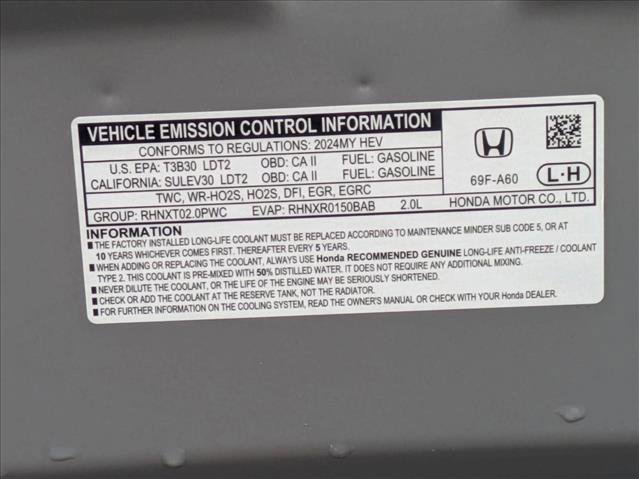 VEHICLE EMISSION CONTROL INFORMATION
CONFORMS TO REGULATIONS: 2024MY HEV
U.S. EPA: T3B30 LDT2 OBD: CA II FUEL: GASOLINE
CALIFORNIA: SULEV30 LDT2 OBD: CA II FUEL: GASOLINE
TWC, WR-HO2S, HO2S, DFI, EGR, EGRC
GROUP: RHNXT02.0PWC EVAP: RHNXR0150BAB 2.0L
69F-A60
L-H
HONDA MOTOR CO., LTD.
INFORMATION
■ THE FACTORY INSTALLED LONG-LIFE COOLANT MUST BE REPLACED ACCORDING TO MAINTENANCE MINDER SUB CODE 5, OR AT
10 YEARS WHICHEVER COMES FIRST. THEREAFTER EVERY 5 YEARS.
■ WHEN ADDING OR REPLACING THE COOLANT, ALWAYS USE Honda RECOMMENDED GENUINE LONG-LIFE ANTI-FREEZE / COOLANT
TYPE 2. THIS COOLANT IS PRE-MIXED WITH 50% DISTILLED WATER. IT DOES NOT REQUIRE ANY ADDITIONAL MIXING.
■ NEVER DILUTE THE COOLANT, OR THE LIFE OF THE ENGINE MAY BE SERIOUSLY SHORTENED.
■ CHECK OR ADD THE COOLANT AT THE RESERVE TANK, NOT THE RADIATOR.
■ FOR FURTHER INFORMATION ON THE COOLING SYSTEM, READ THE OWNER'S MANUAL OR CHECK WITH YOUR Honda DEALER.